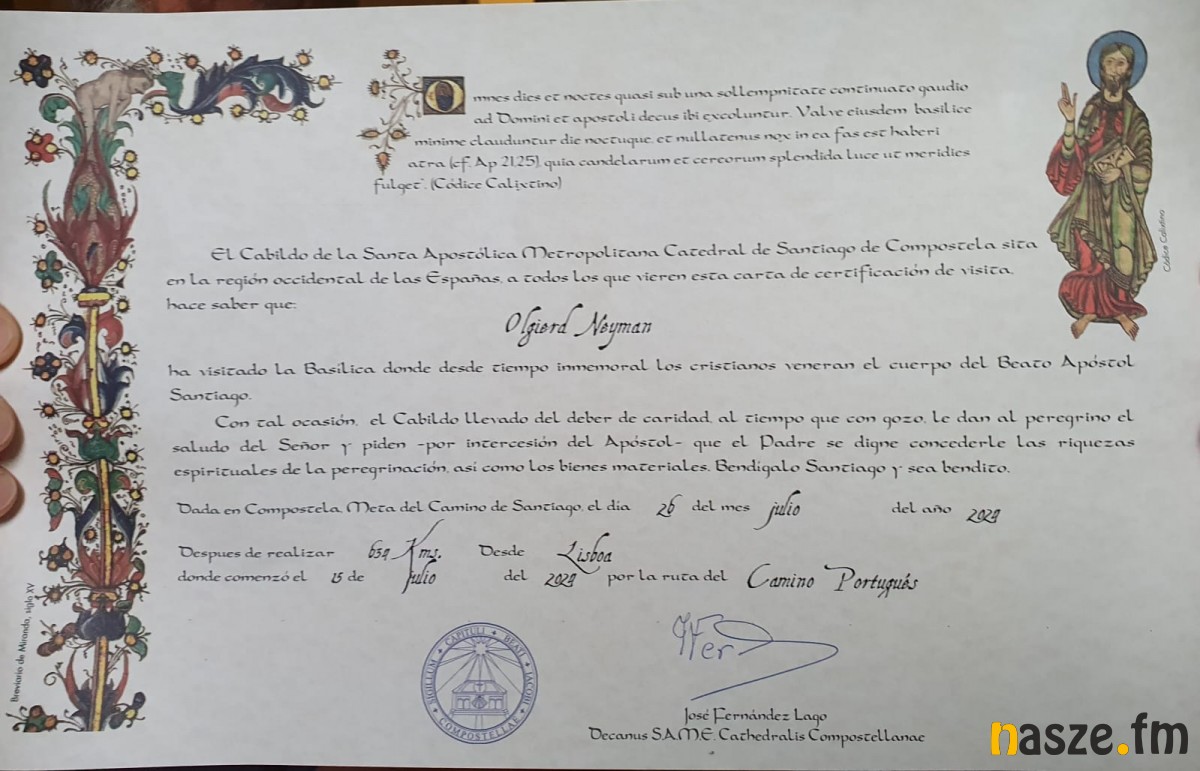 Omnes dies et noctes quasi sub una sollempnitate continuato gaudio
ad Domini et apostoli decus ibi excoluntur. Valve eiusdem basilice
minime clauduntur die noctuque, et nullatenus nox in ea fas est haberi
atra (cf. Ap 21,25), quia candelarum et cereorum splendida luce ut meridies
fulget". (Códice Calixtino)
El Cabildo de la Santa Apostólica Metropolitana Catedral de Santiago de Compostela sita
en la región occidental de las Españas, a todos los que vieren esta carta de certificación de visita,
hace saber que:
Olgierd Neyman
ha visitado la Basílica donde desde tiempo inmemoral los cristianos veneran el cuerpo del Beato Apóstol
Santiago.
Con tal ocasión, el Cabildo llevado del deber de caridad, al tiempo que con gozo, le dan al peregrino el
saludo del Señor y piden -por intercesión del Apóstol- que el Padre se digne concederle las riquezas
espirituales de la peregrinación, así como los bienes materiales. Bendígalo Santiago y sea bendito.
Dada en Compostela, Meta del Camino de Santiago, el día 26 del mes julio del año 2024
Despues de realizar Kms. Desde Lisboa
donde comenzó el 15 de Julio del 2024 por la ruta del Camino Portugués
SIGILLUM CAPITULI BEATI JACOBI COMPOSTELLAE
José Fernández Lago
Decanus S.A.M.E. Cathedralis Compostellanae
Breviario de Miranda, siglo XV
Códice Calixtino
nasze.fm